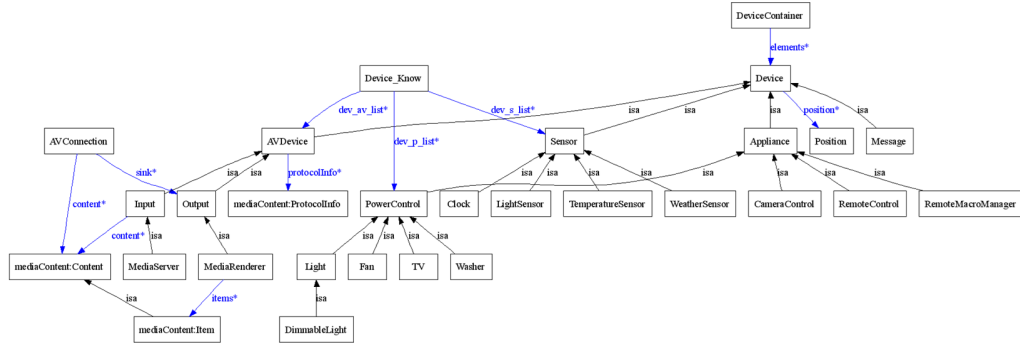 DeviceContainer
elements*
Device_Know
Device
dev_av_list*
dev_s_list*
isa
isa
isa
position*
isa
dev_p_list*
AVConnection
AVDevice
Sensor
Appliance
Position
Message
sink*
isa
isa
protocolInfo*
isa
isa
isa
isa
isa
isa
isa
isa
content*
Input
Output
mediaContent:ProtocolInfo
PowerControl
Clock
LightSensor
TemperatureSensor
WeatherSensor
CameraControl
RemoteControl
RemoteMacroManager
content*
isa
isa
isa
isa
isa
isa
mediaContent:Content
MediaServer
MediaRenderer
Light
Fan
TV
Washer
isa
items*
isa
mediaContent:Item
DimmableLight